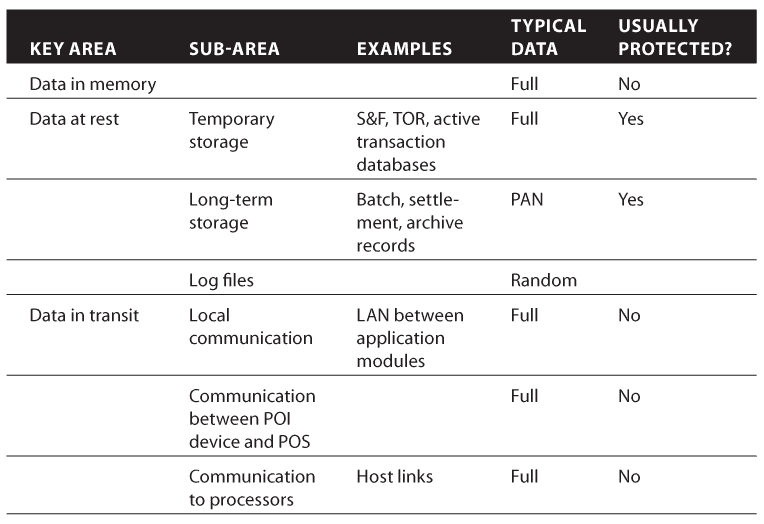 KEY AREA SUB-AREA EXAMPLES TYPICAL DATA USUALLY PROTECTED?
Data in memory Full No
Data at rest Temporary storage S&F, TOR, active transaction databases Full Yes
Long-term storage Batch, settle-ment, archive records PAN Yes
Log files Random
Data in transit Local communication LAN between application modules Full No
Communication between POI device and POS Full No
Communication to processors Host links Full No